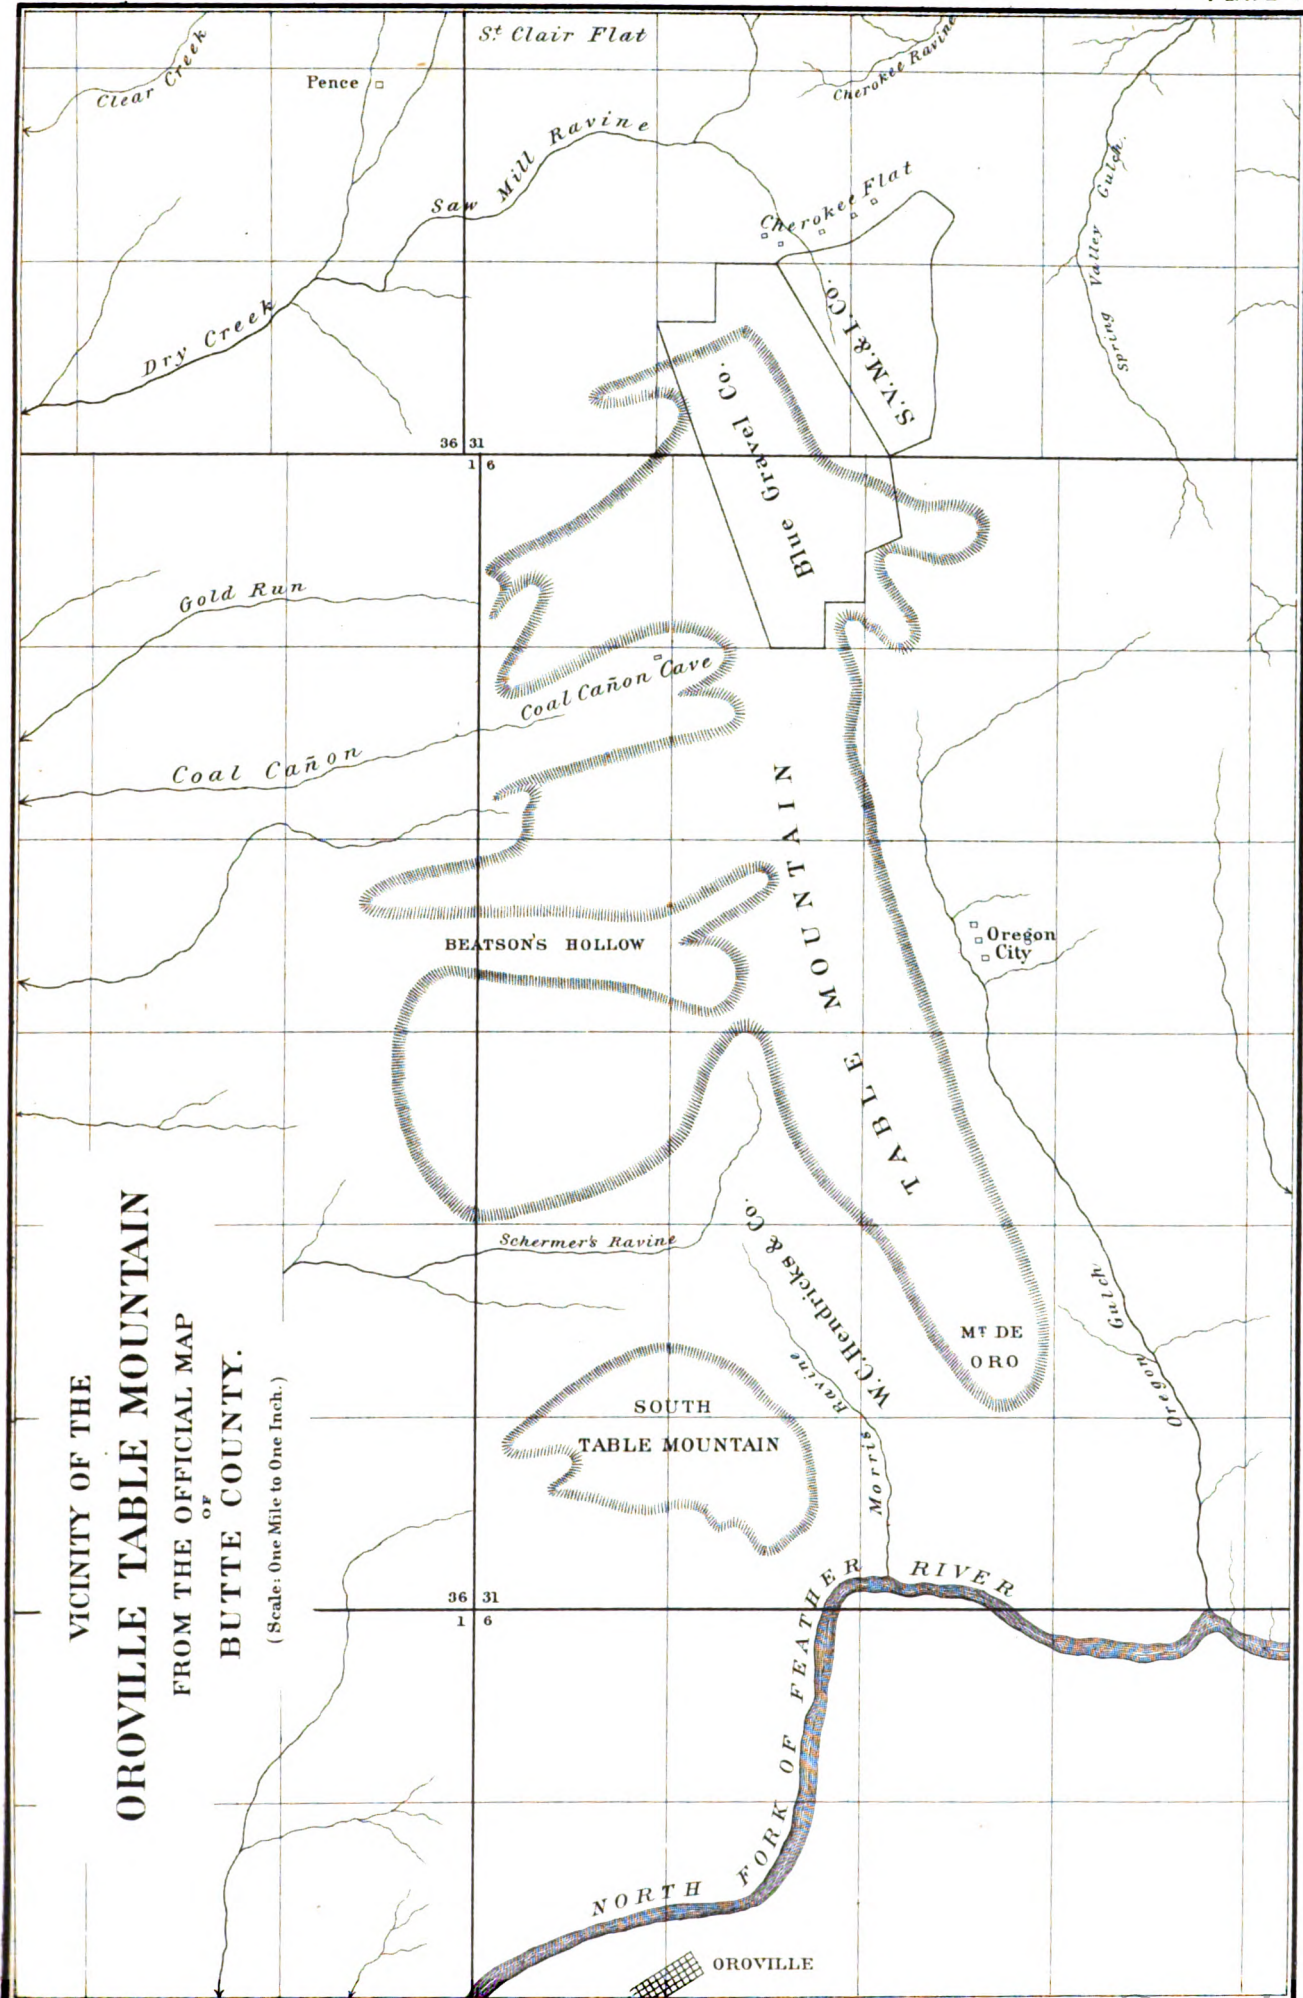 St Clair Flat
Clear Creek
Pence
Cherokee Ravine
Saw Mill Ravine
Cherokee Flat
Spring Valley Gulch.
Dry Creek
S.V.M.&I.Co.
Blue Gravel Co.
36 31
1 6
Gold Run
Coal Cañon Cave
Coal Cañon
TABLE MOUNTAIN
BEATSON'S HOLLOW
Oregon
City
Schermer's Ravine
W.C.Hendricks & Co.
Morris Ravine
MT DE
ORO
Oregon Gulch
SOUTH
TABLE MOUNTAIN
VICINITY OF THE
OROVILLE TABLE MOUNTAIN
FROM THE OFFICIAL MAP
OF
BUTTE COUNTY.
(Scale: One Mile to One Inch.)
36 31
1 6
NORTH FORK OF FEATHER RIVER
OROVILLE